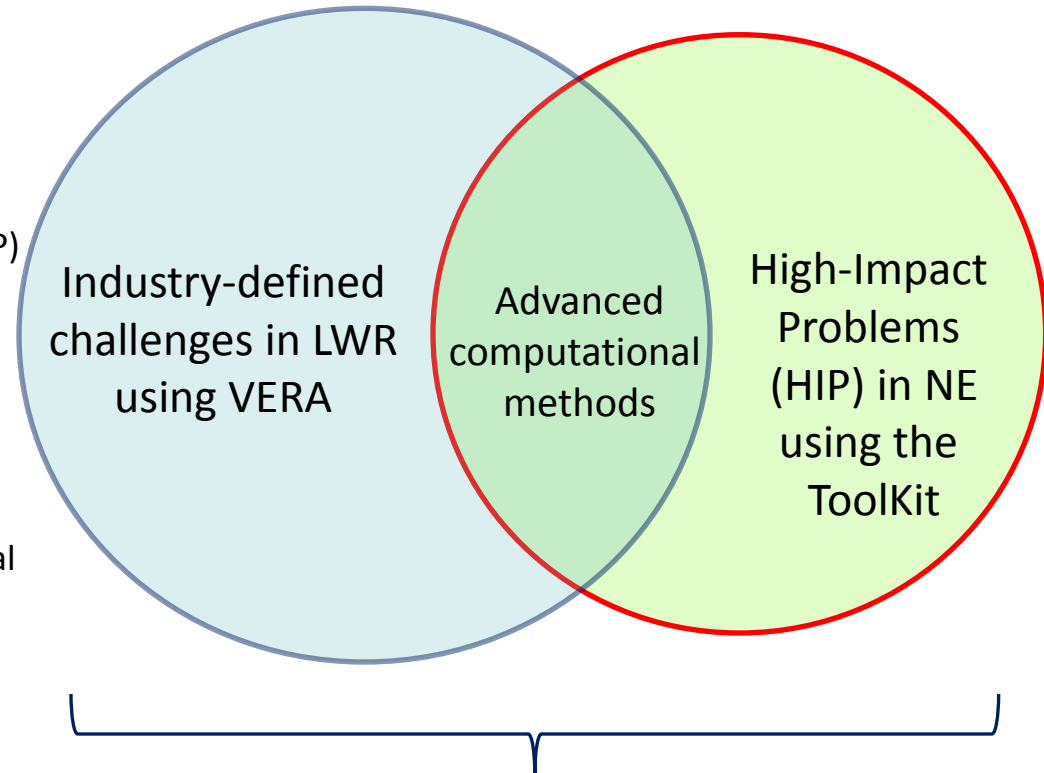 P)
al
Industry-defined
challenges in LWR
using VERA
Advanced
computational
methods
High-Impact
Problems
(HIP) in NE
using the
ToolKit